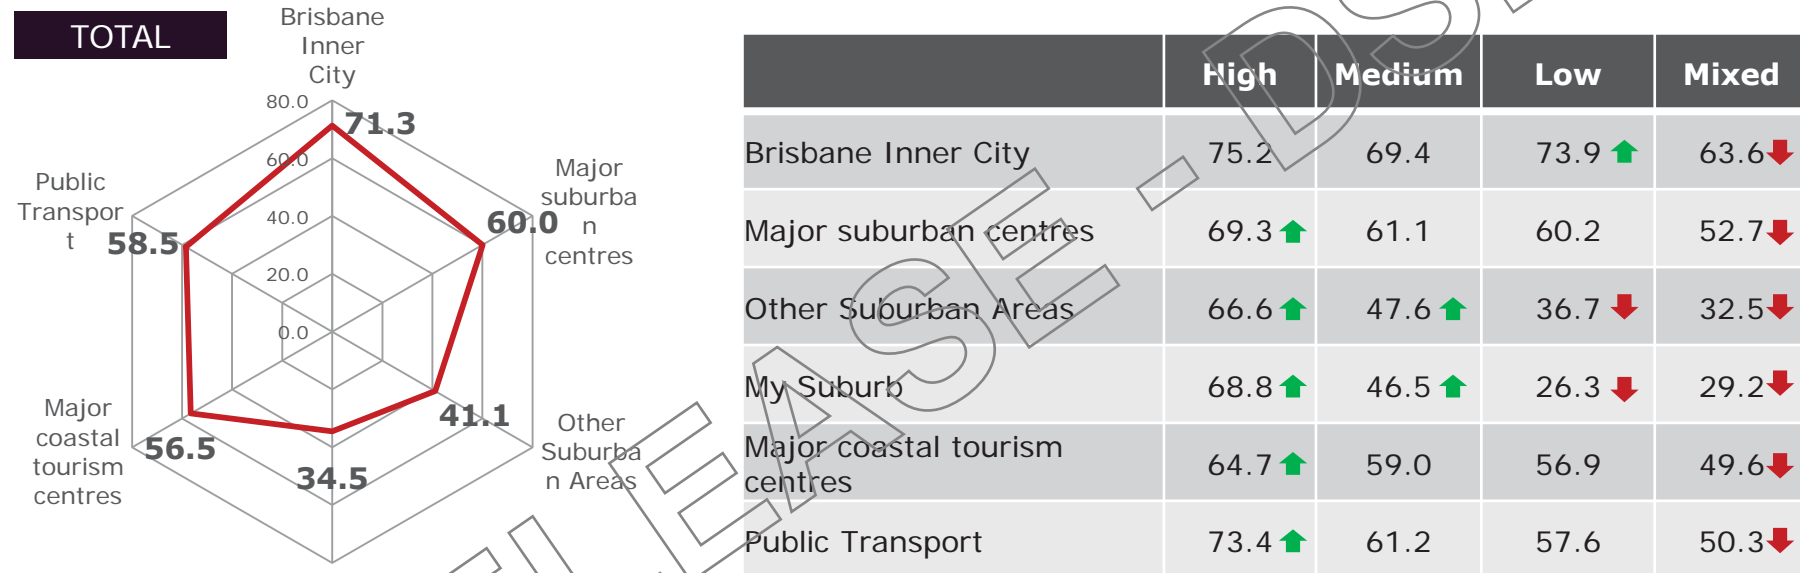 TOTAL
Brisbane
Inner
City
80.0
71.3
60.0
40.0
20.0
0.0
Major
suburba
n
centres
60.0
Public
Transpor
t
58.5
Major
coastal
tourism
centres
56.5
34.5
41.1
Other
Suburba
n Areas
High Medium Low Mixed
Brisbane Inner City 75.2 69.4 73.9 63.6
Major suburban centres 69.3 61.1 60.2 52.7
Other Suburban Areas 66.6 47.6 36.7 32.5
My Suburb 68.8 46.5 26.3 29.2
Major coastal tourism
centres 64.7 59.0 56.9 49.6
Public Transport 73.4 61.2 57.6 50.3